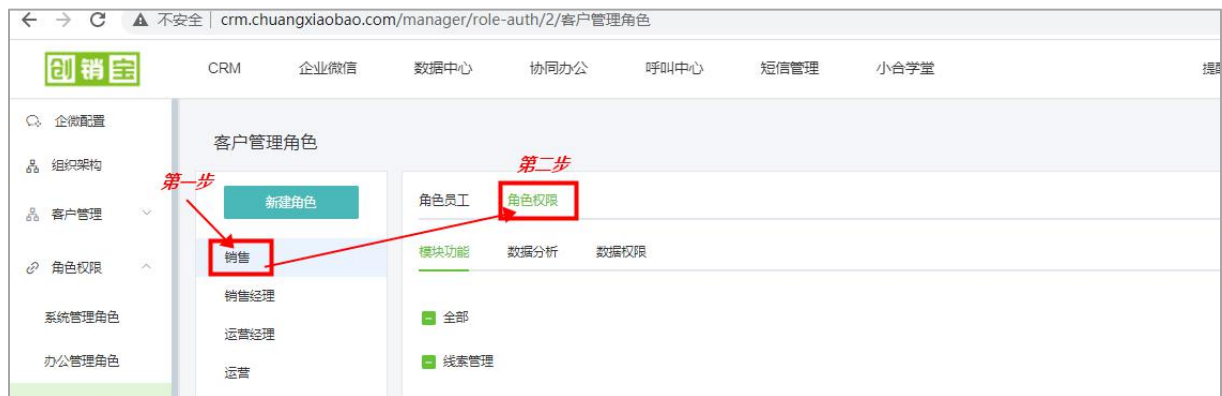 不安全 crm.chuangxiaobao.com/manager/role-auth/2/客户管理角色
创销宝 CRM 企业微信 数据中心 协同办公 呼叫中心 短信管理 小合学堂
企微配置
客户管理角色
组织架构
第一步
第二步
新建角色
角色员工 角色权限
客户管理
销售
模块功能 数据分析 数据权限
角色权限
销售经理
系统管理角色
全部
运营经理
办公管理角色
线索管理
运营